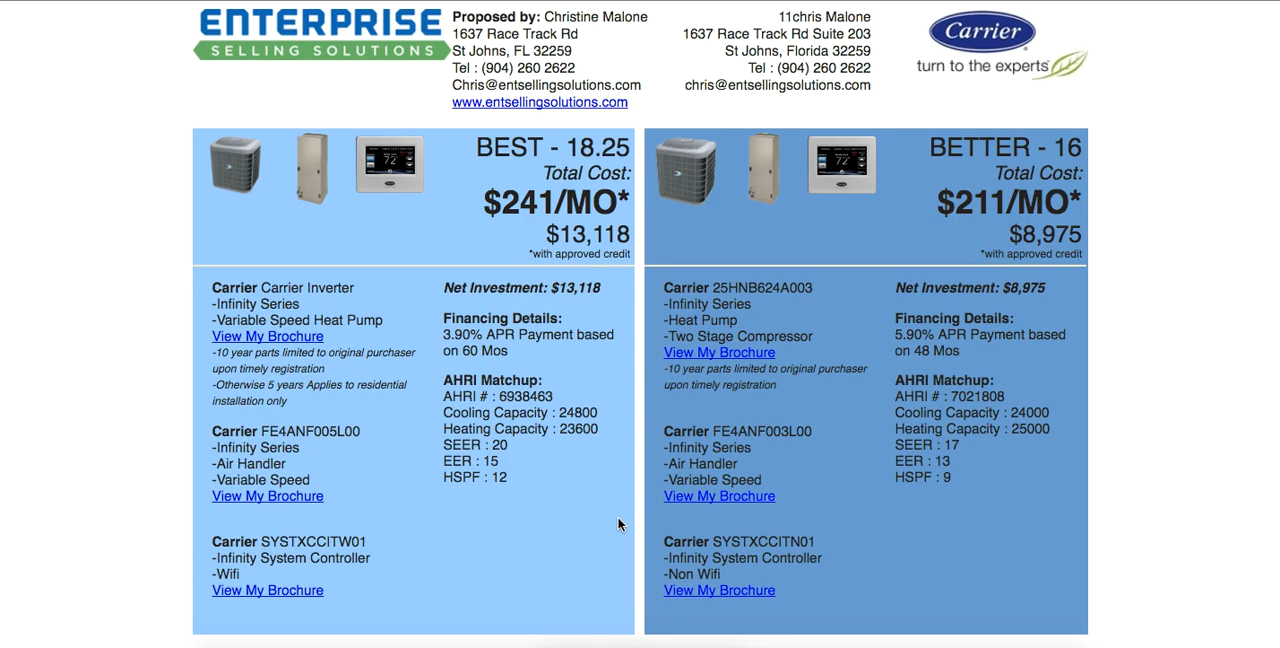 ENTERPRISE
SELLING SOLUTIONS
Proposed by: Christine Malone
1637 Race Track Rd
St Johns, FL 32259
Tel : (904) 260 2622
Chris@entsellingsolutions.com
www.entsellingsolutions.com
11chris Malone
1637 Race Track Rd Suite 203
St Johns, Florida 32259
Tel : (904) 260 2622
chris@entsellingsolutions.com
Carrier
turn to the experts
BEST - 18.25
Total Cost:
$241/MO*
$13,118
*with approved credit
Carrier Carrier Inverter
-Infinity Series
-Variable Speed Heat Pump
View My Brochure
-10 year parts limited to original purchaser
upon timely registration
-Otherwise 5 years Applies to residential
installation only
Carrier FE4ANF005L00
-Infinity Series
-Air Handler
-Variable Speed
View My Brochure
Carrier SYSTXCCITW01
-Infinity System Controller
-Wifi
View My Brochure
Net Investment: $13,118
Financing Details:
3.90% APR Payment based
on 60 Mos
AHRI Matchup:
AHRI # : 6938463
Cooling Capacity : 24800
Heating Capacity : 23600
SEER : 20
EER : 15
HSPF : 12
BETTER - 16
Total Cost:
$211/MO*
$8,975
*with approved credit
Carrier 25HNB624A003
-Infinity Series
-Heat Pump
-Two Stage Compressor
View My Brochure
-10 year parts limited to original purchaser
upon timely registration
Carrier FE4ANF003L00
-Infinity Series
-Air Handler
-Variable Speed
View My Brochure
Carrier SYSTXCCITN01
-Infinity System Controller
-Non Wifi
View My Brochure
Net Investment: $8,975
Financing Details:
5.90% APR Payment based
on 48 Mos
AHRI Matchup:
AHRI # : 7021808
Cooling Capacity : 24000
Heating Capacity : 25000
SEER : 17
EER : 13
HSPF : 9